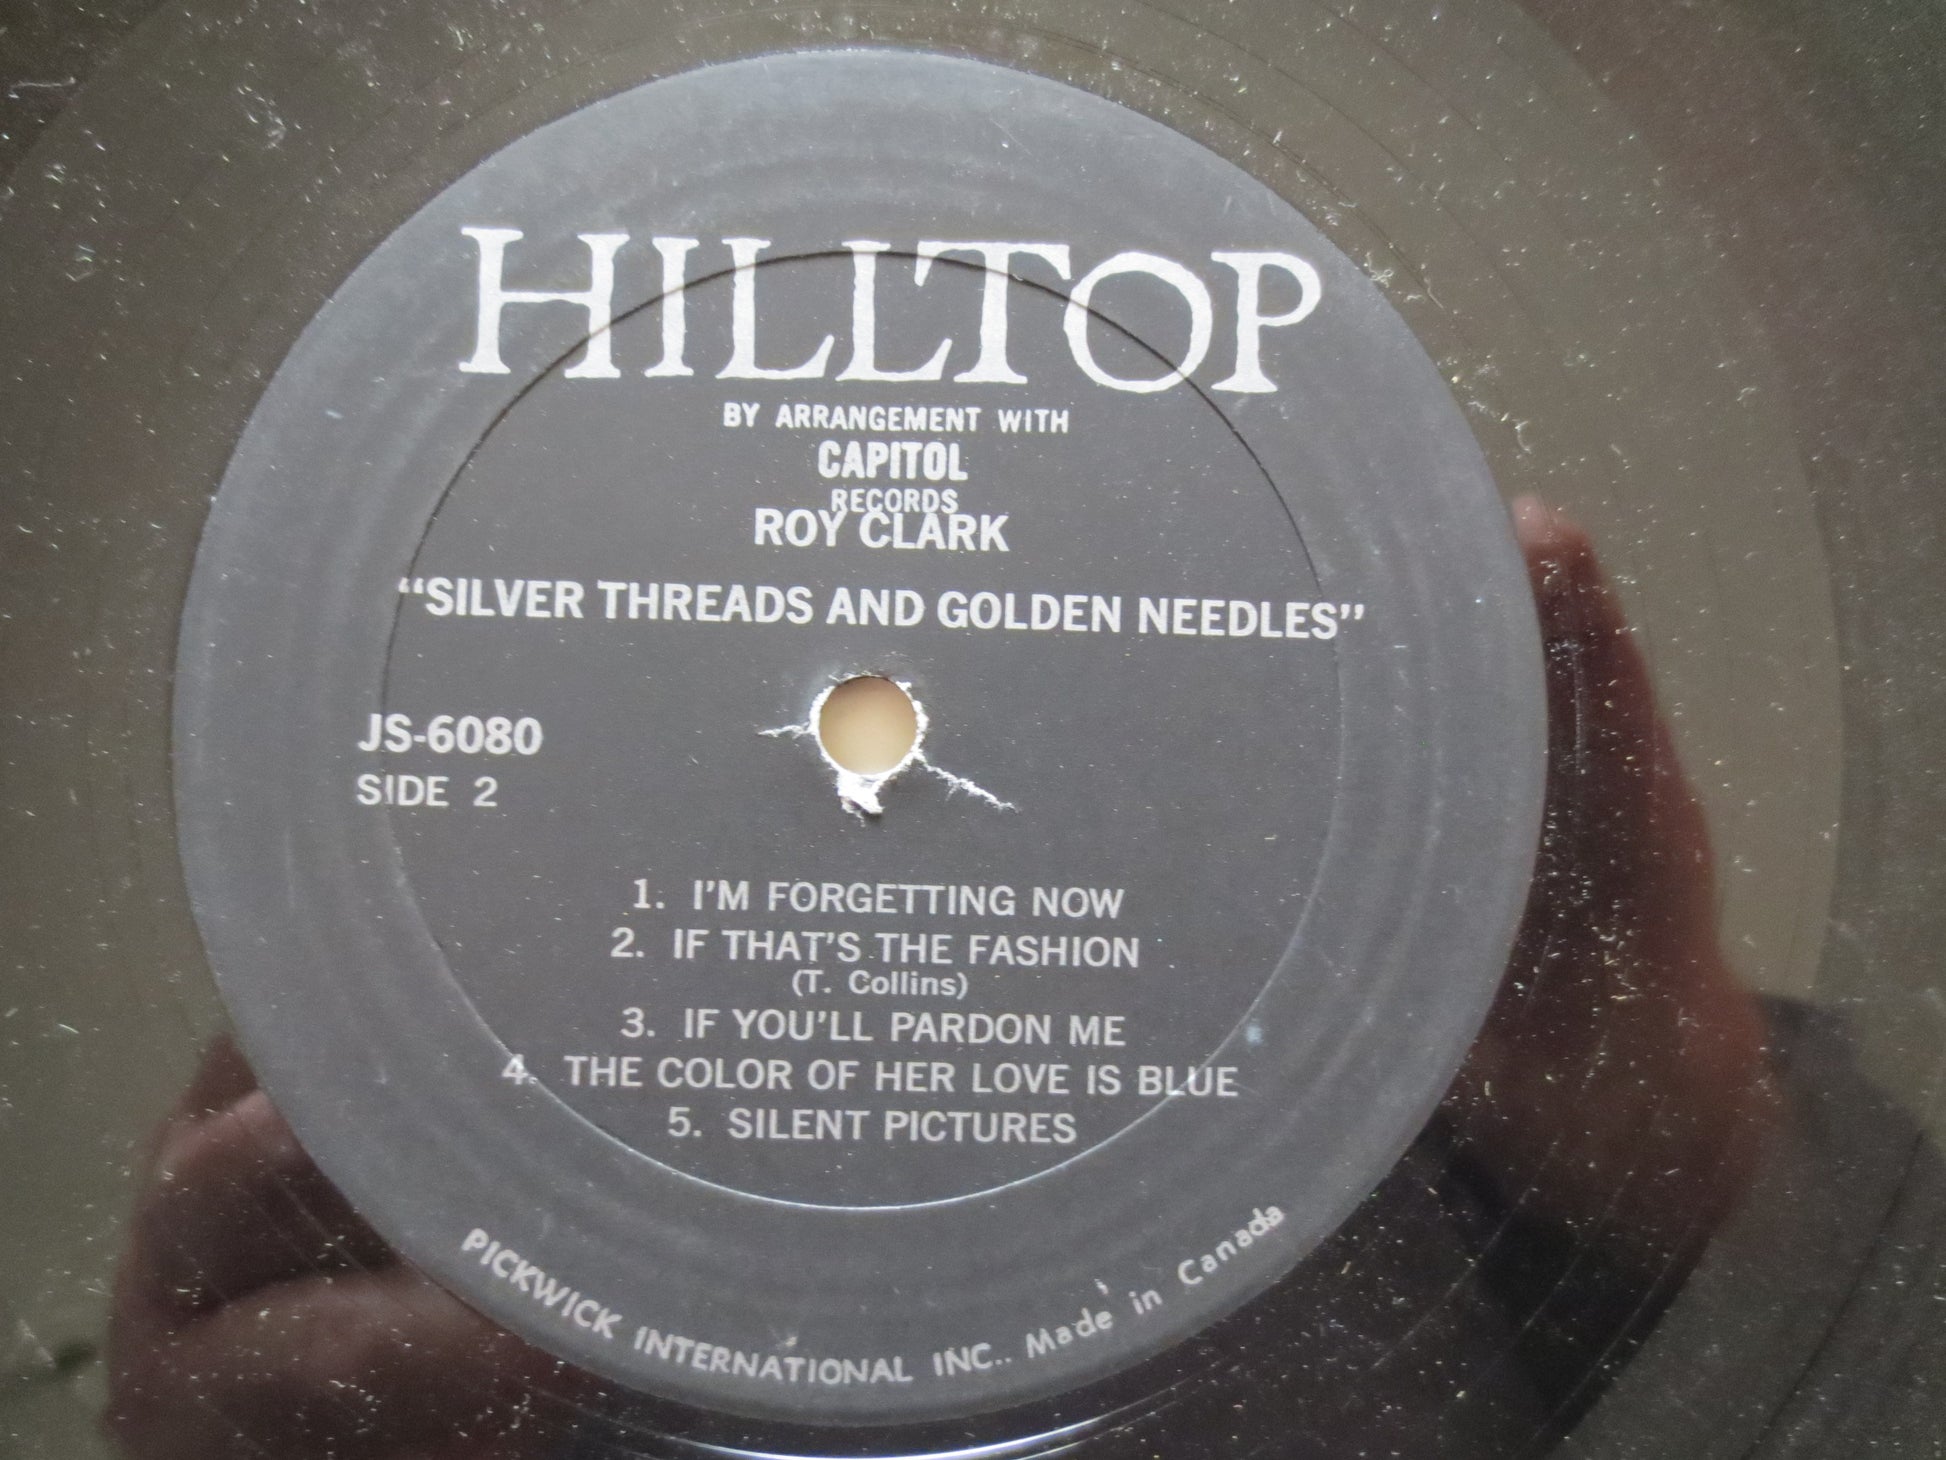 HILLTOP
BY ARRANGEMENT WITH
CAPITOL
RECORDS
ROY CLARK
“SILVER THREADS AND GOLDEN NEEDLES”
JS-6080
SIDE 2
1. I'M FORGETTING NOW
2. IF THAT'S THE FASHION
(T. Collins)
3. IF YOU'LL PARDON ME
4. THE COLOR OF HER LOVE IS BLUE
5. SILENT PICTURES
PICKWICK INTERNATIONAL INC.. Made in Canada